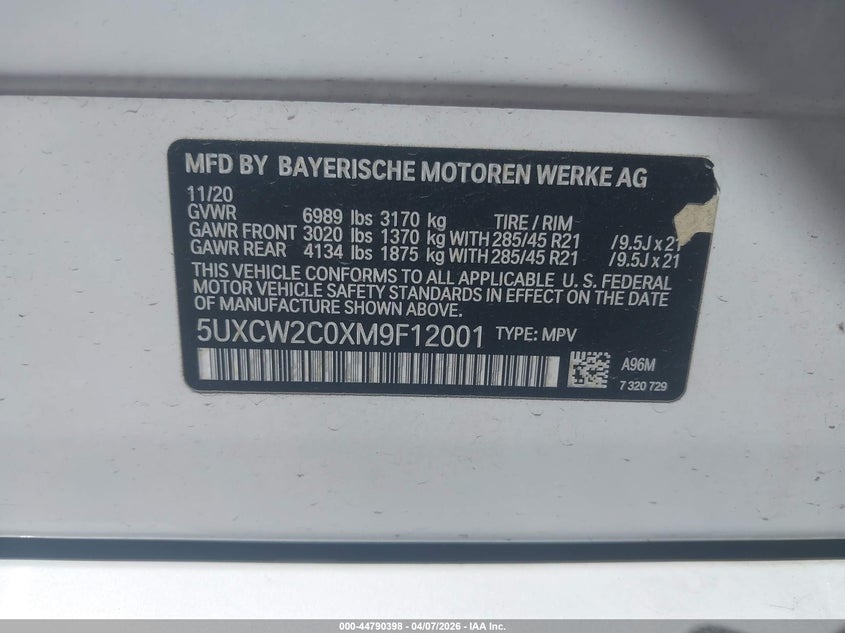 MFD BY BAYERISCHE MOTOREN WERKE AG
11/20
GVWR 6989 lbs 3170 kg TIRE / RIM
GAWR FRONT 3020 lbs 1370 kg WITH 285/45 R21 / 9.5J x 21
GAWR REAR 4134 lbs 1875 kg WITH 285/45 R21 / 9.5J x 21
THIS VEHICLE CONFORMS TO ALL APPLICABLE U. S. FEDERAL
MOTOR VEHICLE SAFETY STANDARDS IN EFFECT ON THE DATE
OF MANUFACTURE SHOWN ABOVE.
5UXCW2C0XM9F12001 TYPE: MPV
A96M
7 320 729
000-44790398 - 04/07/2026 - IAA Inc.